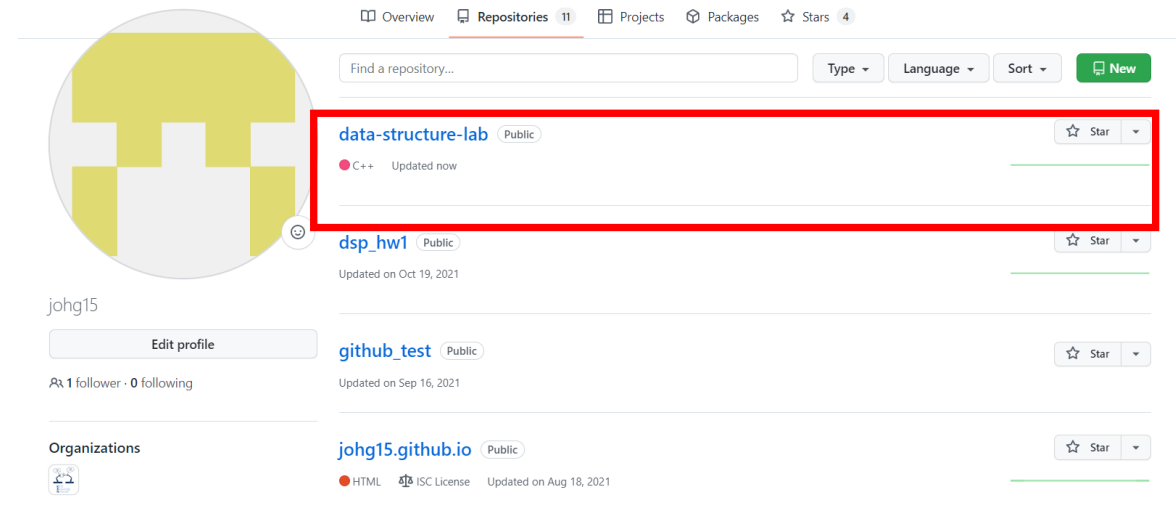 Overview Repositories 11 Projects Packages Stars 4
Find a repository... Type Language Sort New
data-structure-lab Public Star
C++ Updated now
dsp_hw1 Public Star
Updated on Oct 19, 2021
johg15
Edit profile
github_test Public Star
1 follower · 0 following
Updated on Sep 16, 2021
Organizations
johg15.github.io Public Star
HTML ISC License Updated on Aug 18, 2021